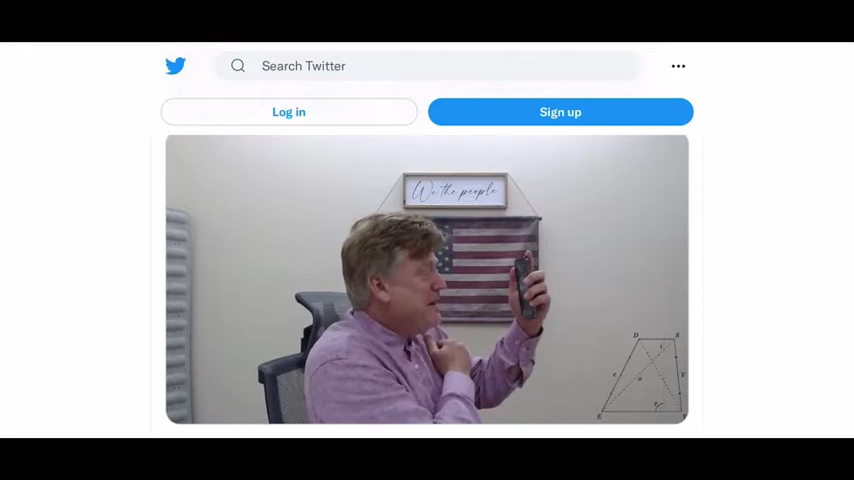 Search Twitter
Log in
Sign up
We the people
D
S
E